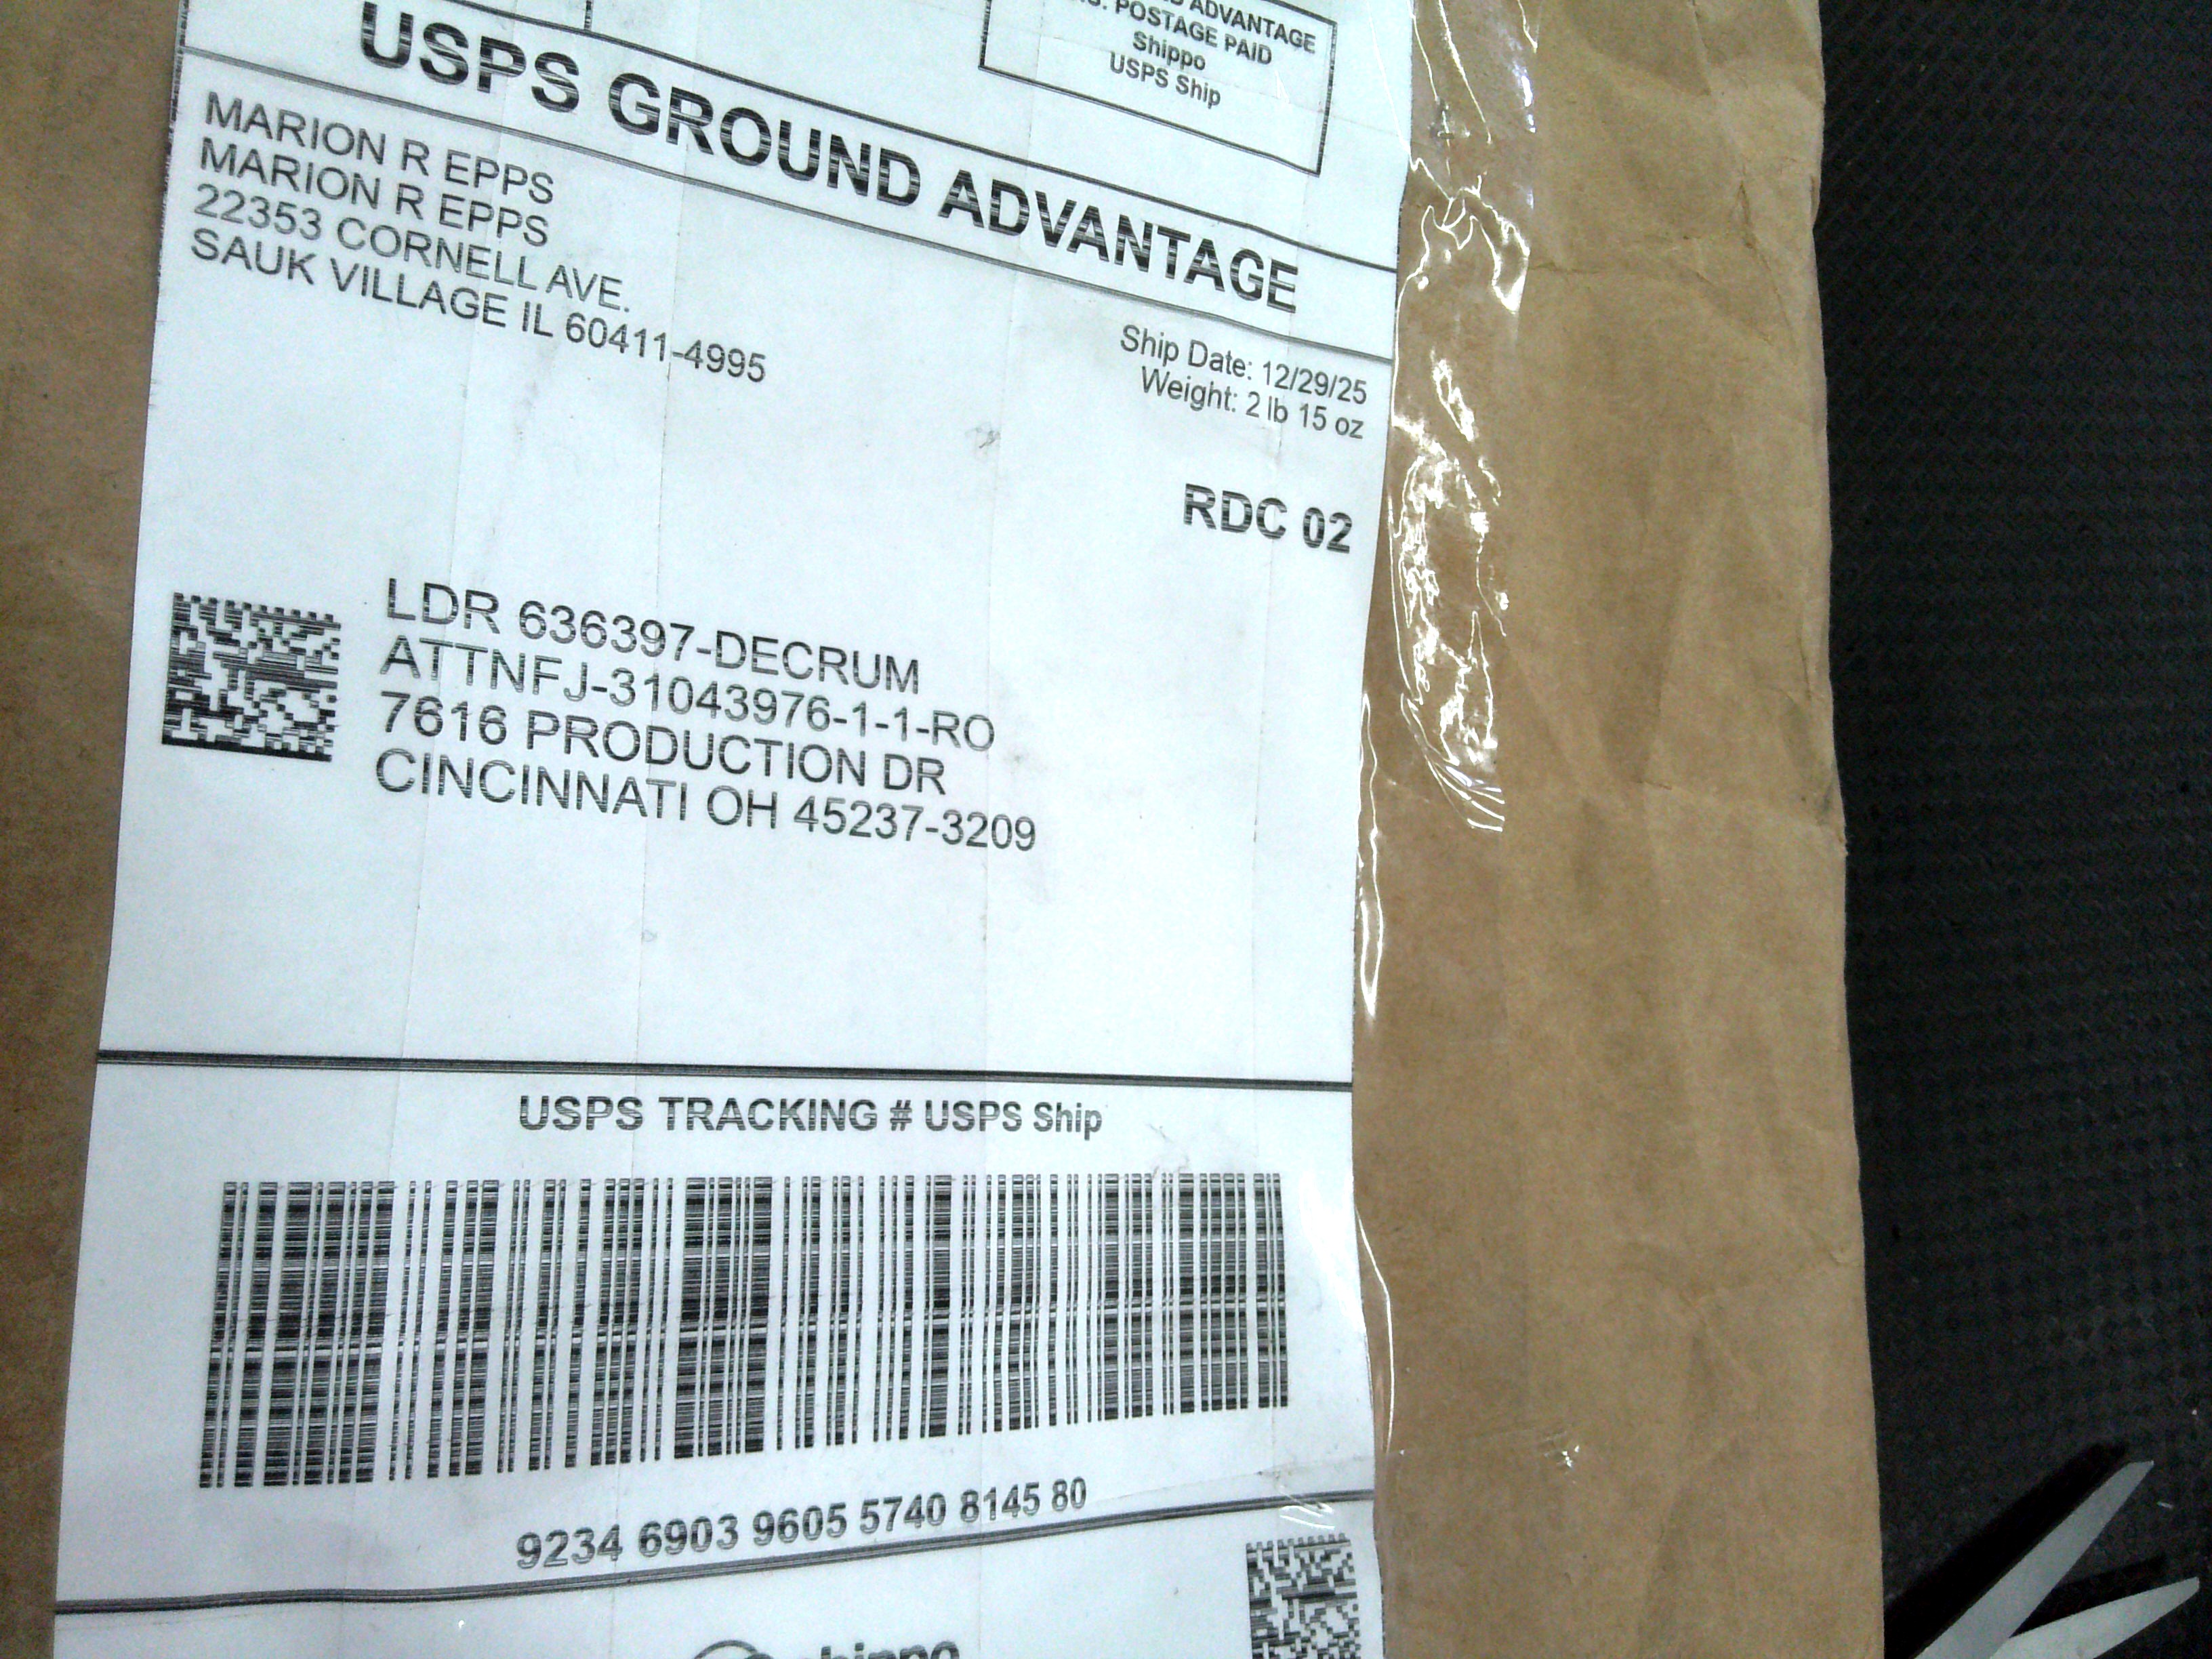 ADVANTAGE
POSTAGE PAID
Shippo
USPS Ship
USPS GROUND ADVANTAGE
MARION R EPPS
MARION R EPPS
22353 CORNELL AVE.
SAUK VILLAGE IL 60411-4995
Ship Date: 12/29/25
Weight: 2 lb 15 oz
RDC 02
LDR 636397-DECRUM
ATTNFJ-31043976-1-1-RO
7616 PRODUCTION DR
CINCINNATI OH 45237-3209
USPS TRACKING # USPS Ship
9234 6903 9605 5740 8145 80